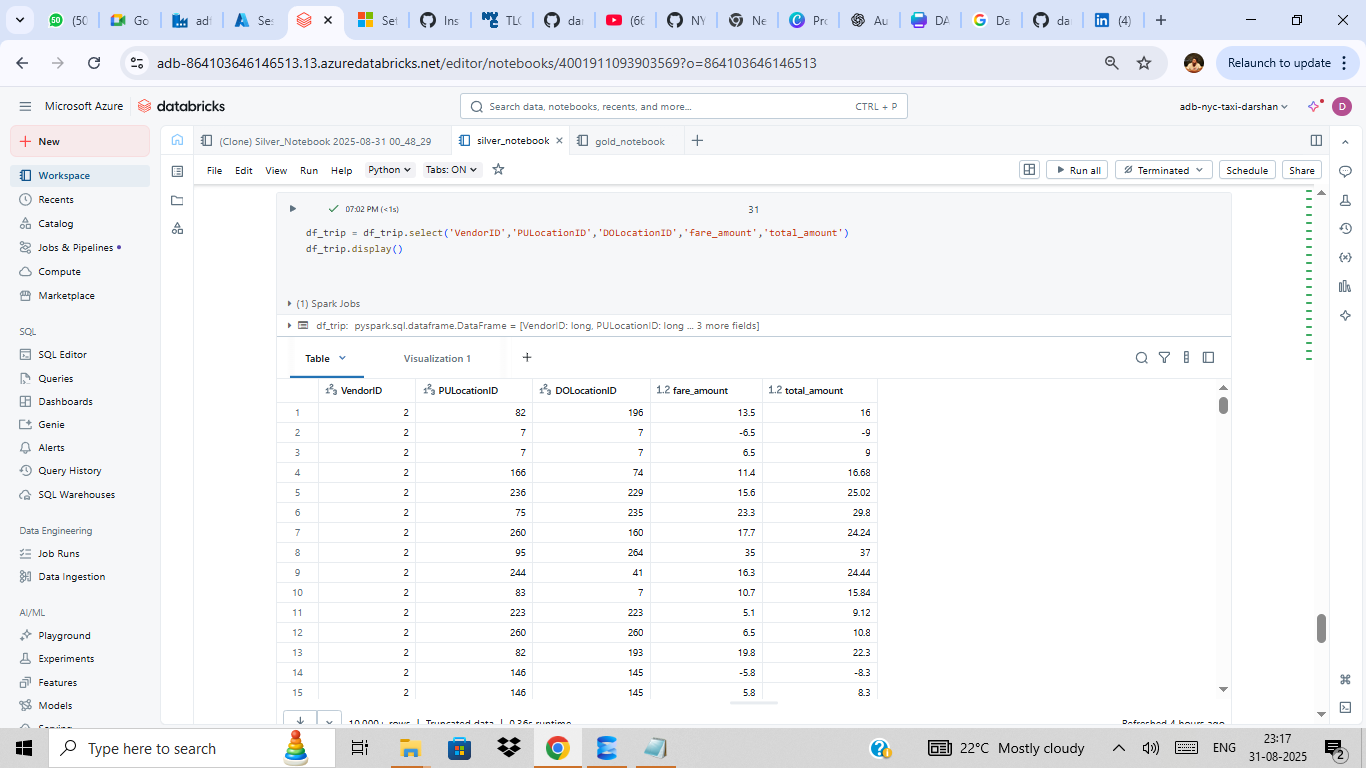 (50
Go
adf
Ses
Set
Ins
TLC
da
(66
NY
Ne
Pro
Au
DA
Da
da
(4)
adb-864103646146513.13.azuredatabricks.net/editor/notebooks/4001911093903569?o=864103646146513
Relaunch to update
Microsoft Azure
databricks
Search data, notebooks, recents, and more...
CTRL + P
adb-nyc-taxi-darshan
D
New
(Clone) Silver_Notebook 2025-08-31 00_48_29
silver_notebook
gold_notebook
File Edit View Run Help Python Tabs: ON
Run all
Terminated
Schedule
Share
Workspace
Recents
Catalog
Jobs & Pipelines
Compute
Marketplace
SQL
SQL Editor
Queries
Dashboards
Genie
Alerts
Query History
SQL Warehouses
Data Engineering
Job Runs
Data Ingestion
AI/ML
Playground
Experiments
Features
Models
Serving
07:02 PM (<1s)
31
df_trip = df_trip.select('VendorID','PULocationID','DOLocationID','fare_amount','total_amount')
df_trip.display()
(1) Spark Jobs
df_trip: pyspark.sql.dataframe.DataFrame = [VendorID: long, PULocationID: long ... 3 more fields]
Table
Visualization 1
VendorID PULocationID DOLocationID 1.2 fare_amount 1.2 total_amount
1 2 82 196 13.5 16
2 2 7 7 -6.5 -9
3 2 7 7 6.5 9
4 2 166 74 11.4 16.68
5 2 236 229 15.6 25.02
6 2 75 235 23.3 29.8
7 2 260 160 17.7 24.24
8 2 95 264 35 37
9 2 244 41 16.3 24.44
10 2 83 7 10.7 15.84
11 2 223 223 5.1 9.12
12 2 260 260 6.5 10.8
13 2 82 193 19.8 22.3
14 2 146 145 -5.8 -8.3
15 2 146 145 5.8 8.3
10,000+ rows | Truncated data | 0.36s runtime
Refreshed 4 hours ago
Type here to search
22°C Mostly cloudy
ENG
23:17
31-08-2025
2